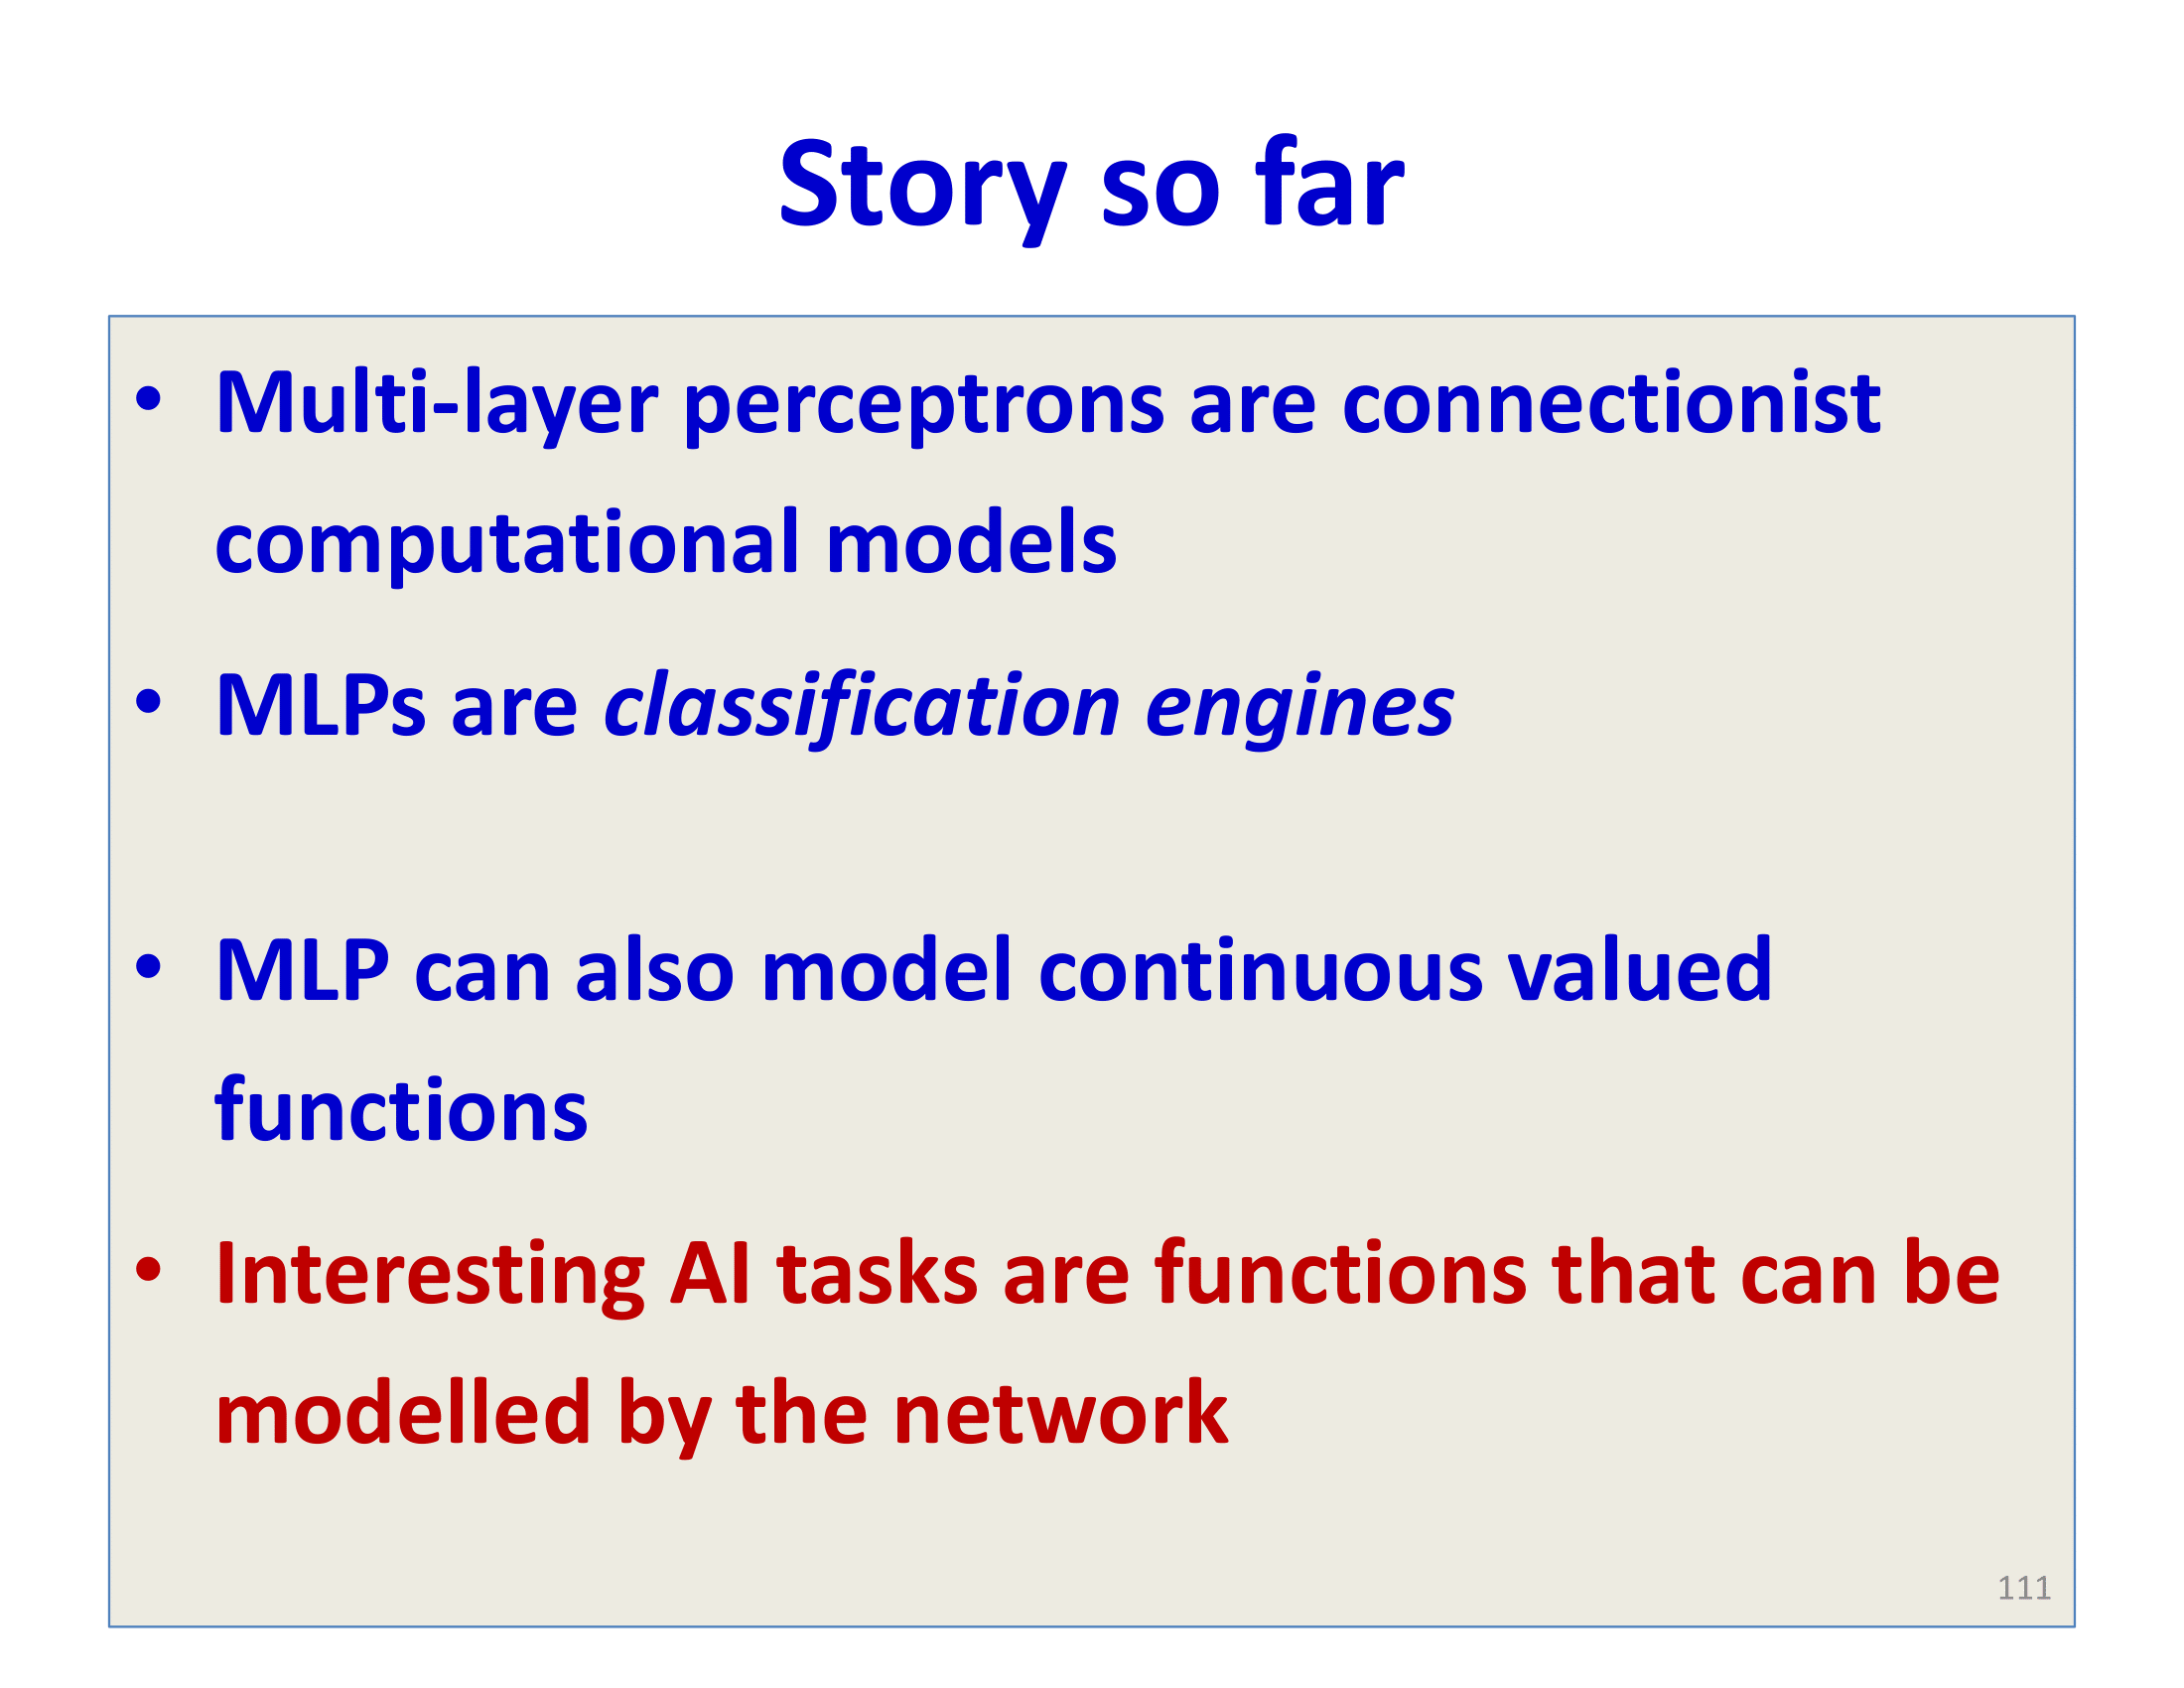 Story so far
• Multi-layer perceptrons are connectionist
computational models
• MLPs are classification engines
• MLP can also model continuous valued
functions
• Interesting AI tasks are functions that can be
modelled by the network
111